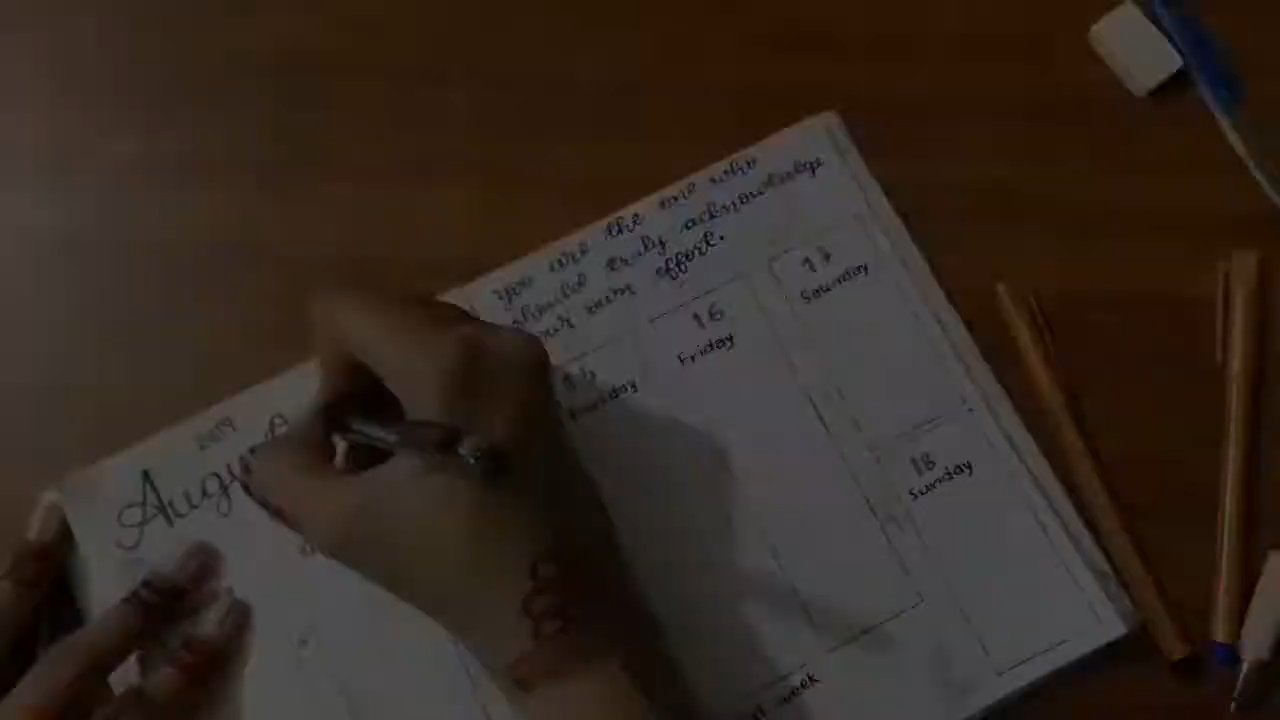 2019
August
you are the one who
should truly acknowledge
your own effort.
16
Friday
17
Saturday
18
Sunday
week